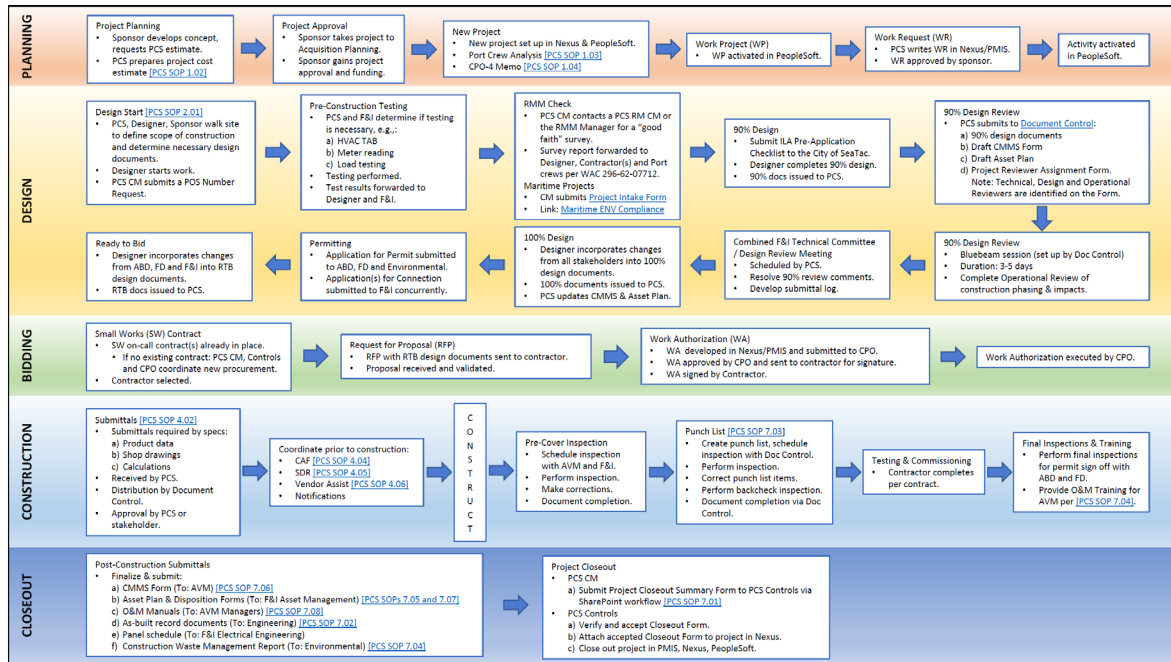 PLANNING
Project Planning
• Sponsor develops concept,
requests PCS estimate.
• PCS prepares project cost
estimate [PCS SOP 1.02]
Project Approval
• Sponsor takes project to
Acquisition Planning.
• Sponsor gains project
approval and funding.
New Project
• New project set up in Nexus & PeopleSoft.
• Port Crew Analysis [PCS SOP 1.03]
• CPO-4 Memo [PCS SOP 1.04]
Work Project (WP)
• WP activated in PeopleSoft.
Work Request (WR)
• PCS writes WR in Nexus/PMIS.
• WR approved by sponsor.
Activity activated
in PeopleSoft.
DESIGN
Design Start [PCS SOP 2.01]
• PCS, Designer, Sponsor walk site
to define scope of construction
and determine necessary design
documents.
• Designer starts work.
• PCS CM submits a POS Number
Request.
Pre-Construction Testing
• PCS and F&I determine if testing
is necessary, e.g.,:
a) HVAC TAB
b) Meter reading
c) Load testing
• Testing performed.
• Test results forwarded to
Designer and F&I.
RMM Check
• PCS CM contacts a PCS RM CM or
the RMM Manager for a “good
faith” survey.
• Survey report forwarded to
Designer, Contractor(s) and Port
crews per WAC 296-62-07712.
Maritime Projects
• CM submits Project Intake Form
• Link: Maritime ENV Compliance
90% Design
• Submit ILA Pre-Application
Checklist to the City of SeaTac.
• Designer completes 90% design.
• 90% docs issued to PCS.
90% Design Review
• PCS submits to Document Control:
a) 90% design documents
b) Draft CMMS Form
c) Draft Asset Plan
d) Project Reviewer Assignment Form.
Note: Technical, Design and Operational
Reviewers are identified on the Form.
90% Design Review
• Bluebeam session (set up by Doc Control)
• Duration: 3-5 days
• Complete Operational Review of
construction phasing & impacts.
Combined F&I Technical Committee
/ Design Review Meeting
• Scheduled by PCS.
• Resolve 90% review comments.
• Develop submittal log.
100% Design
• Designer incorporates changes
from all stakeholders into 100%
design documents.
• 100% documents issued to PCS.
• PCS updates CMMS & Asset Plan.
Permitting
• Application for Permit submitted
to ABD, FD and Environmental.
• Application(s) for Connection
submitted to F&I concurrently.
Ready to Bid
• Designer incorporates changes
from ABD, FD and F&I into RTB
design documents.
• RTB docs issued to PCS.
BIDDING
Small Works (SW) Contract
• SW on-call contract(s) already in place.
• If no existing contract: PCS CM, Controls
and CPO coordinate new procurement.
• Contractor selected.
Request for Proposal (RFP)
• RFP with RTB design documents sent to contractor.
• Proposal received and validated.
Work Authorization (WA)
• WA developed in Nexus/PMIS and submitted to CPO.
• WA approved by CPO and sent to contractor for signature.
• WA signed by Contractor.
Work Authorization executed by CPO.
CONSTRUCTION
Submittals [PCS SOP 4.02]
• Submittals required by specs:
a) Product data
b) Shop drawings
c) Calculations
• Received by PCS.
• Distribution by Document
Control.
• Approval by PCS or
stakeholder.
Coordinate prior to construction:
• CAF [PCS SOP 4.04]
• SDR [PCS SOP 4.05]
• Vendor Assist [PCS SOP 4.06]
• Notifications
CONSTRUCT
Pre-Cover Inspection
• Schedule inspection
with AVM and F&I.
• Perform inspection.
• Make corrections.
• Document completion.
Punch List [PCS SOP 7.03]
• Create punch list, schedule
inspection with Doc Control.
• Perform inspection.
• Correct punch list items.
• Perform backcheck inspection.
• Document completion via Doc
Control.
Testing & Commissioning
• Contractor completes
per contract.
Final Inspections & Training
• Perform final inspections
for permit sign off with
ABD and FD.
• Provide O&M Training for
AVM per [PCS SOP 7.04].
CLOSEOUT
Post-Construction Submittals
• Finalize & submit:
a) CMMS Form (To: AVM) [PCS SOP 7.06]
b) Asset Plan & Disposition Forms (To: F&I Asset Management) [PCS SOPs 7.05 and 7.07]
c) O&M Manuals (To: AVM Managers) [PCS SOP 7.08]
d) As-built record documents (To: Engineering) [PCS SOP 7.02]
e) Panel schedule (To: F&I Electrical Engineering)
f) Construction Waste Management Report (To: Environmental) [PCS SOP 7.04]
Project Closeout
• PCS CM
a) Submit Project Closeout Summary Form to PCS Controls via
SharePoint workflow [PCS SOP 7.01]
• PCS Controls
a) Verify and accept Closeout Form.
b) Attach accepted Closeout Form to project in Nexus.
c) Close out project in PMIS, Nexus, PeopleSoft.